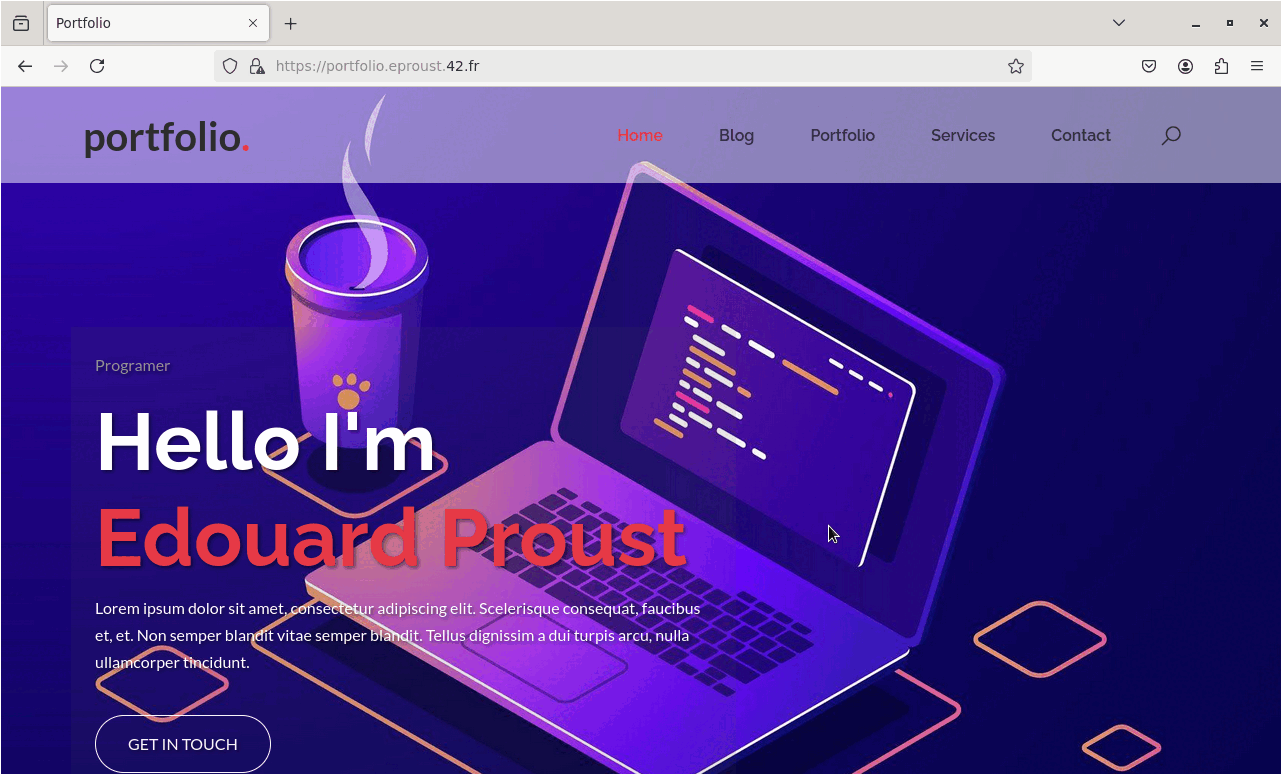 Portfolio
https://portfolio.eproust.42.fr
portfolio.
Home Blog Portfolio Services Contact
Programer
Hello I'm
Edouard Proust
Lorem ipsum dolor sit amet, consectetur adipiscing elit. Scelerisque consequat, faucibus
et, et. Non semper blandit vitae semper blandit. Tellus dignissim a dui turpis arcu, nulla
ullamcorper tincidunt.
GET IN TOUCH